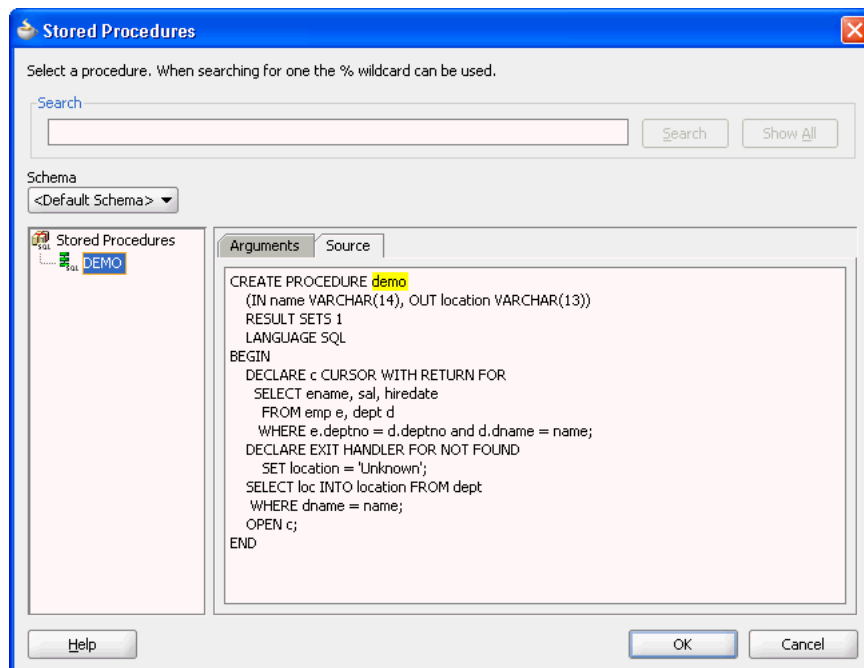 Stored Procedures
Select a procedure. When searching for one the % wildcard can be used.
Search
Search
Show All
Schema
<Default Schema>
Stored Procedures
SQL
DEMO
SQL
Arguments
Source
CREATE PROCEDURE demo
(IN name VARCHAR(14), OUT location VARCHAR(13))
RESULT SETS 1
LANGUAGE SQL
BEGIN
DECLARE c CURSOR WITH RETURN FOR
SELECT ename, sal, hiredate
FROM emp e, dept d
WHERE e.deptno = d.deptno and d.dname = name;
DECLARE EXIT HANDLER FOR NOT FOUND
SET location = 'Unknown';
SELECT loc INTO location FROM dept
WHERE dname = name;
OPEN c;
END
Help
OK
Cancel